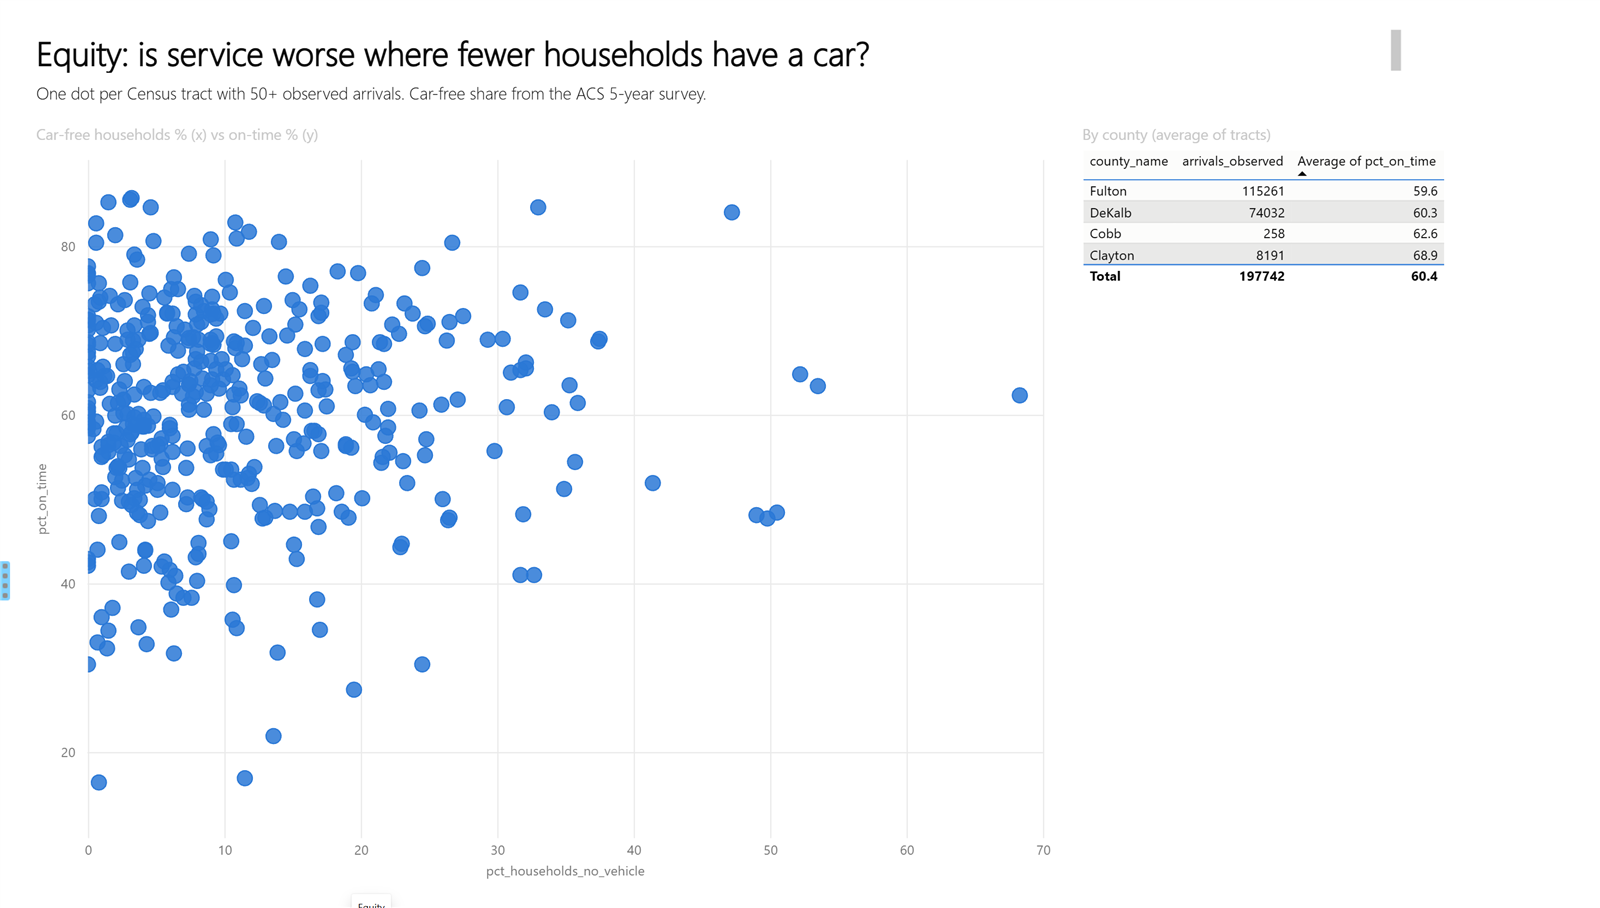 Equity: is service worse where fewer households have a car?
One dot per Census tract with 50+ observed arrivals. Car-free share from the ACS 5-year survey.
Car-free households % (x) vs on-time % (y)
80
60
40
20
pct_on_time
0 10 20 30 40 50 60 70
pct_households_no_vehicle
By county (average of tracts)
county_name arrivals_observed Average of pct_on_time
Fulton 115261 59.6
DeKalb 74032 60.3
Cobb 258 62.6
Clayton 8191 68.9
Total 197742 60.4
Equity